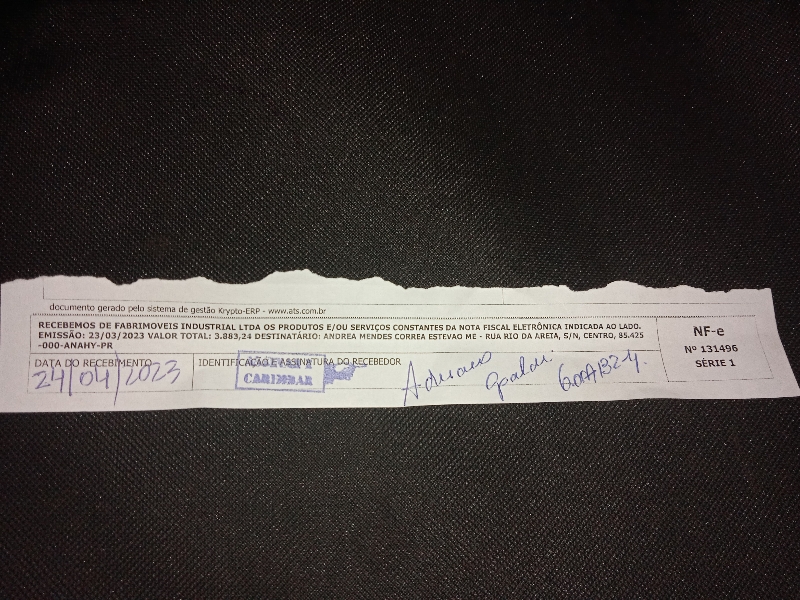 documento gerado pelo sistema de gestão Krypto-ERP - www.ats.com.br
RECEBEMOS DE FABRIMOVEIS INDUSTRIAL LTDA OS PRODUTOS E/OU SERVIÇOS CONSTANTES DA NOTA FISCAL ELETRÔNICA INDICADA AO LADO.
EMISSÃO: 23/03/2023 VALOR TOTAL: 3.883,24 DESTINATÁRIO: ANDREA MENDES CORREA ESTEVAO ME - RUA RIO DA AREIA, S/N, CENTRO, 85.425
-000-ANAHY-PR
NF-e
Nº 131496
SÉRIE 1
DATA DO RECEBIMENTO
24/04/2023
IDENTIFICAÇÃO E ASSINATURA DO RECEBEDOR
CARIMBAR